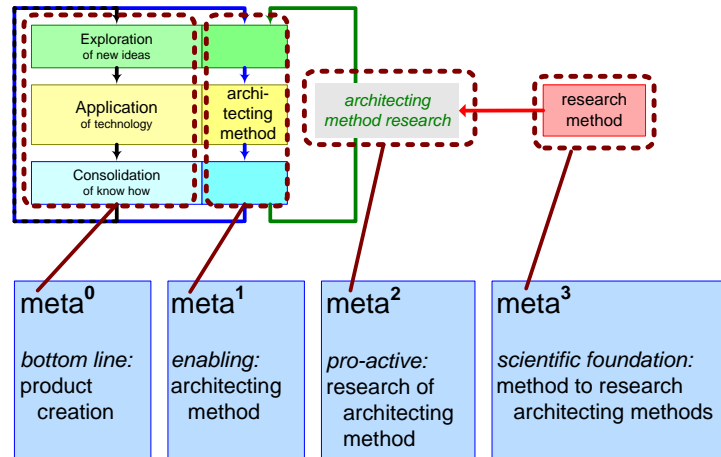 Exploration
of new ideas
Application
of technology
Consolidation
of know how
archi-
tecting
method
architecting
method research
research
method
meta0
bottom line:
product
creation
meta1
enabling:
architecting
method
meta2
pro-active:
research of
architecting
method
meta3
scientific foundation:
method to research
architecting methods